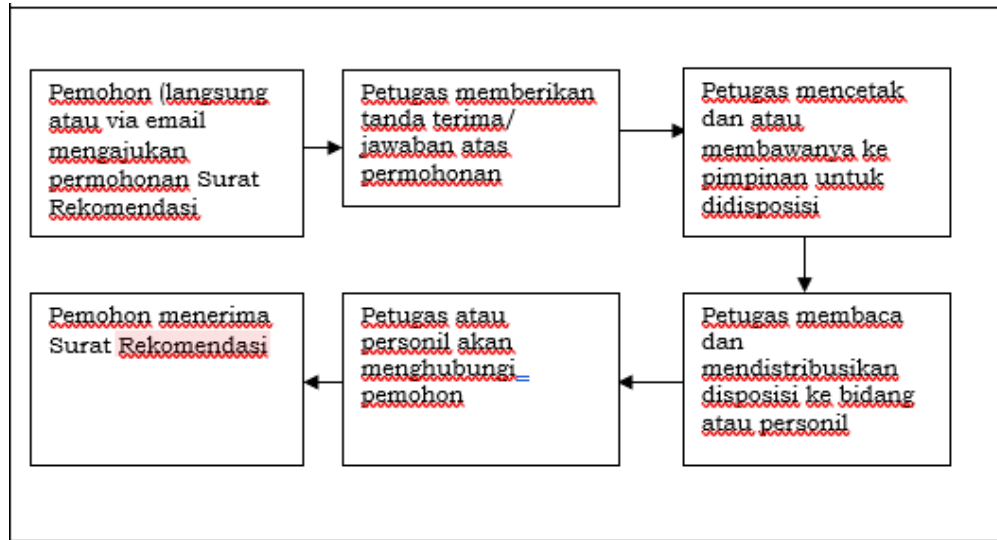 Pemohon (langsung
atau via email
mengajukan
permohonan Surat
Rekomendasi
Petugas memberikan
tanda terima/
jawaban atas
permohonan
Petugas mencetak
dan atau
membawanya ke
pimpinan untuk
didisposisi
Petugas membaca
dan
mendistribusikan
disposisi ke bidang
atau personil
Petugas atau
personil akan
menghubungi
pemohon
Pemohon menerima
Surat Rekomendasi